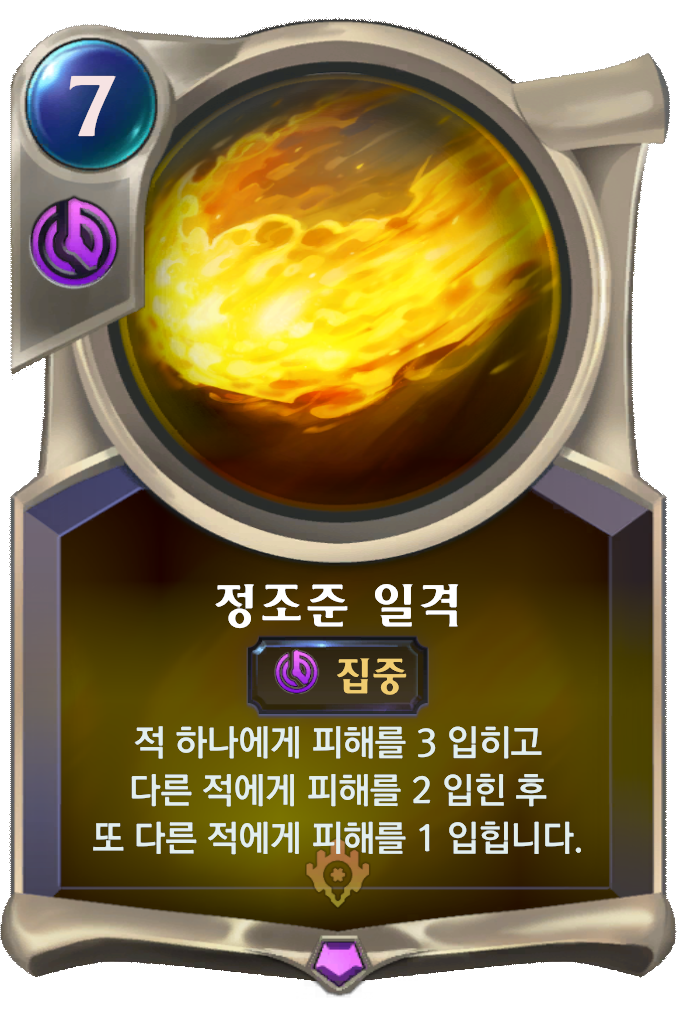 7
정조준 일격
집중
적 하나에게 피해를 3 입히고
다른 적에게 피해를 2 입힌 후
또 다른 적에게 피해를 1 입힙니다.